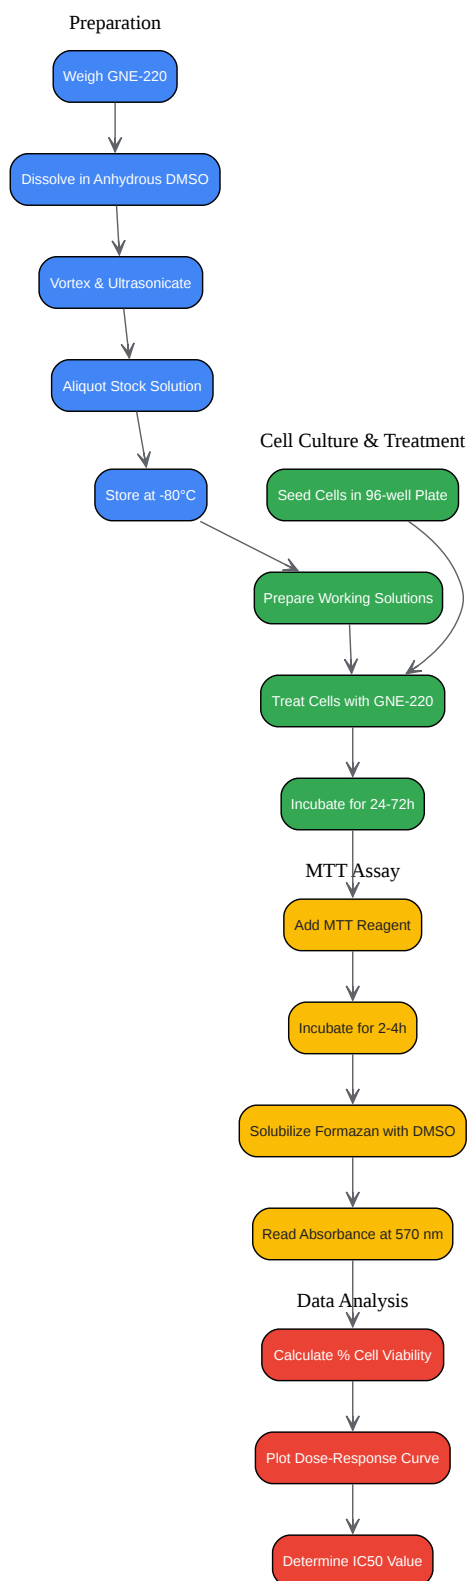 Preparation
Weigh GNE-220
Dissolve in Anhydrous DMSO
Vortex & Ultrasonicate
Aliquot Stock Solution
Store at -80°C
Cell Culture & Treatment
Seed Cells in 96-well Plate
Prepare Working Solutions
Treat Cells with GNE-220
Incubate for 24-72h
MTT Assay
Add MTT Reagent
Incubate for 2-4h
Solubilize Formazan with DMSO
Read Absorbance at 570 nm
Data Analysis
Calculate % Cell Viability
Plot Dose-Response Curve
Determine IC50 Value